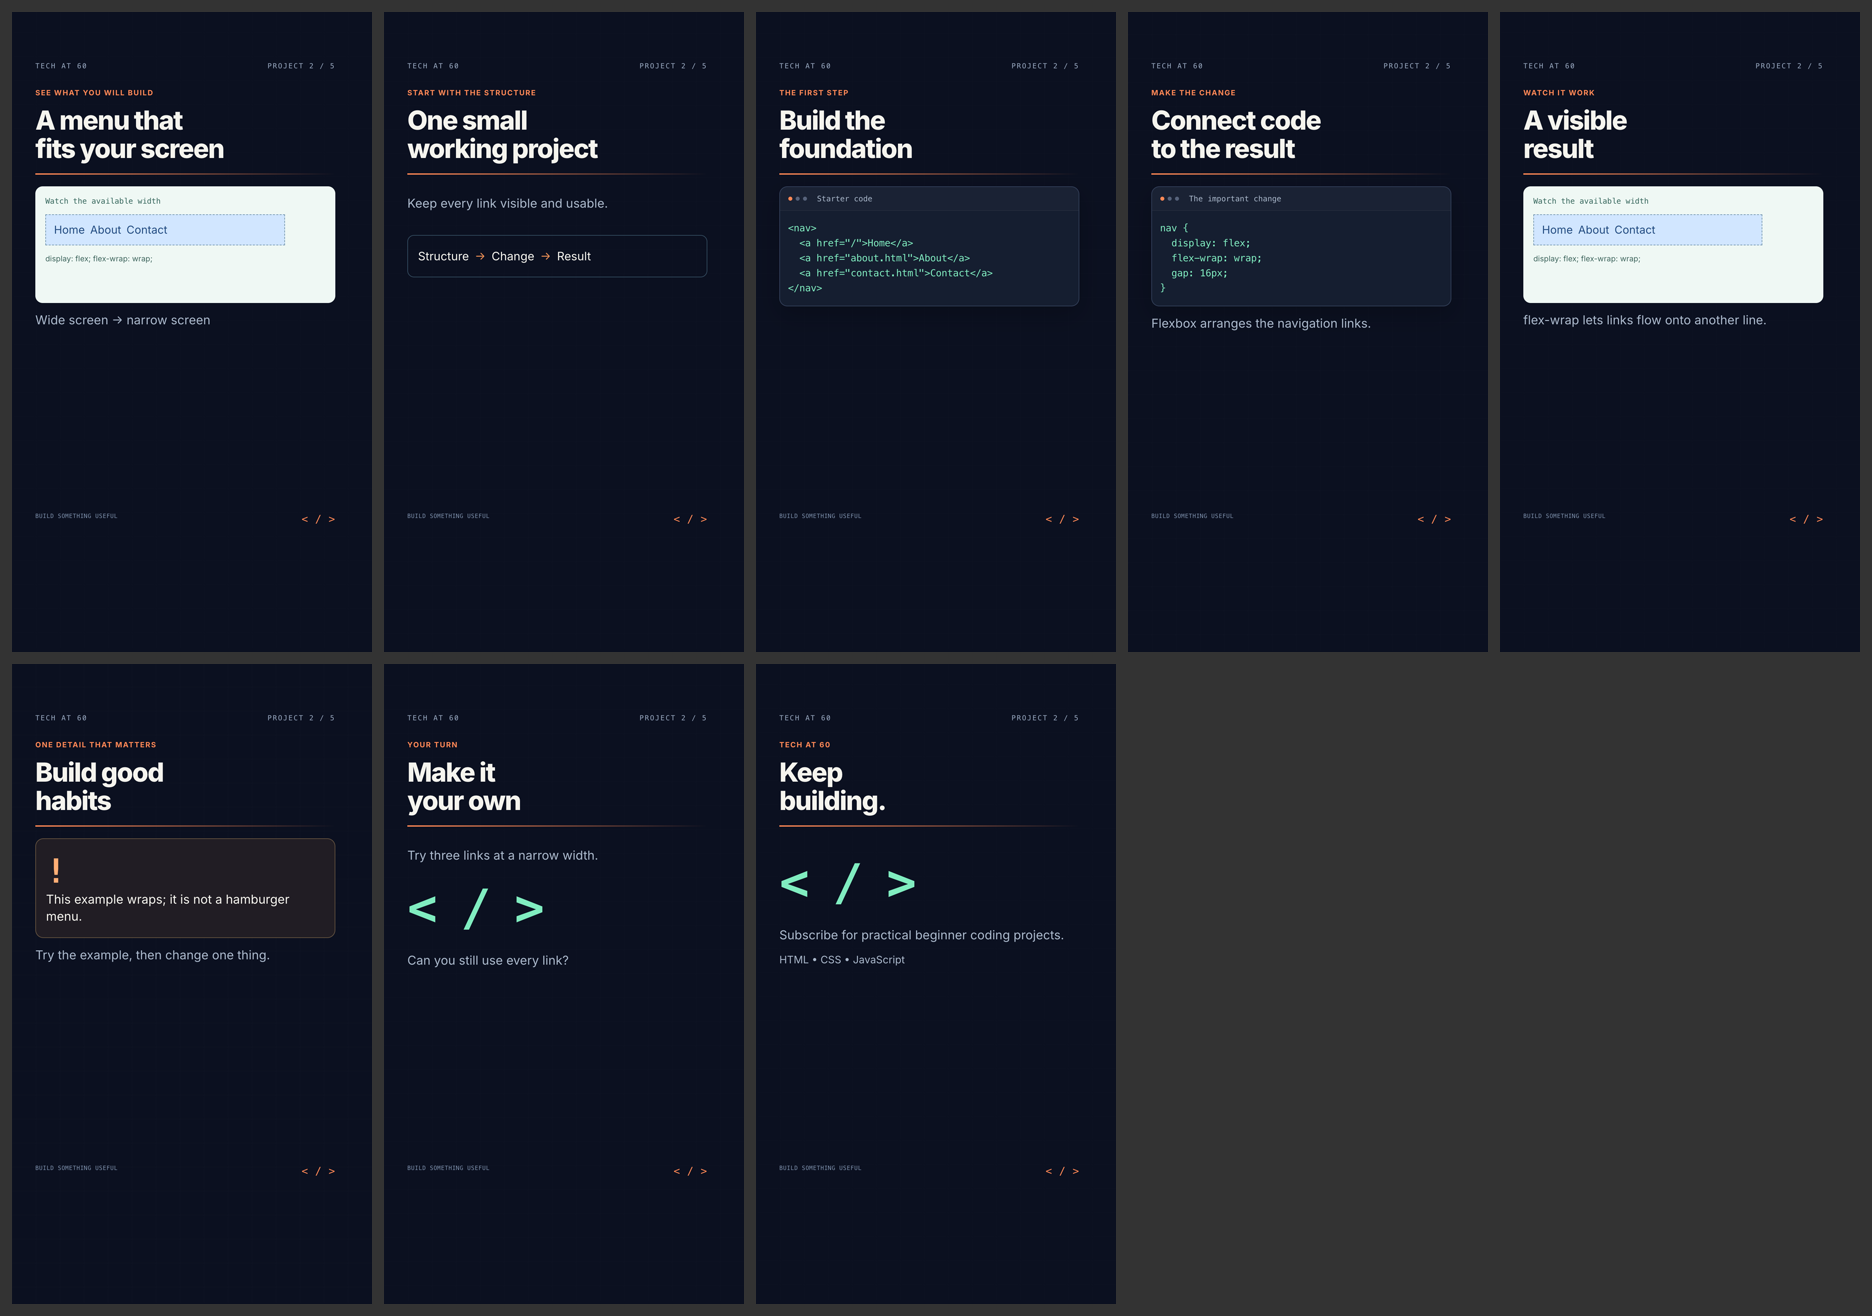 TECH AT 60
PROJECT 2 / 5
SEE WHAT YOU WILL BUILD
A menu that
fits your screen
Watch the available width
Home About Contact
display: flex; flex-wrap: wrap;
Wide screen → narrow screen
BUILD SOMETHING USEFUL
< / >
TECH AT 60
PROJECT 2 / 5
START WITH THE STRUCTURE
One small
working project
Keep every link visible and usable.
Structure → Change → Result
BUILD SOMETHING USEFUL
< / >
TECH AT 60
PROJECT 2 / 5
THE FIRST STEP
Build the
foundation
Starter code
<nav>
  <a href="/">Home</a>
  <a href="about.html">About</a>
  <a href="contact.html">Contact</a>
</nav>
BUILD SOMETHING USEFUL
< / >
TECH AT 60
PROJECT 2 / 5
MAKE THE CHANGE
Connect code
to the result
The important change
nav {
  display: flex;
  flex-wrap: wrap;
  gap: 16px;
}
Flexbox arranges the navigation links.
BUILD SOMETHING USEFUL
< / >
TECH AT 60
PROJECT 2 / 5
WATCH IT WORK
A visible
result
Watch the available width
Home About Contact
display: flex; flex-wrap: wrap;
flex-wrap lets links flow onto another line.
BUILD SOMETHING USEFUL
< / >
TECH AT 60
PROJECT 2 / 5
ONE DETAIL THAT MATTERS
Build good
habits
!
This example wraps; it is not a hamburger
menu.
Try the example, then change one thing.
BUILD SOMETHING USEFUL
< / >
TECH AT 60
PROJECT 2 / 5
YOUR TURN
Make it
your own
Try three links at a narrow width.
< / >
Can you still use every link?
BUILD SOMETHING USEFUL
< / >
TECH AT 60
PROJECT 2 / 5
TECH AT 60
Keep
building.
< / >
Subscribe for practical beginner coding projects.
HTML • CSS • JavaScript
BUILD SOMETHING USEFUL
< / >